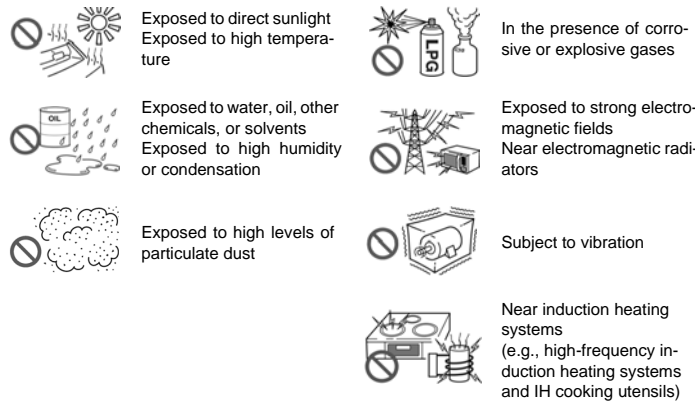 Exposed to direct sunlight
Exposed to high tempera-
ture
LPG
In the presence of corro-
sive or explosive gases
OIL
Exposed to water, oil, other
chemicals, or solvents
Exposed to high humidity
or condensation
Exposed to strong electro-
magnetic fields
Near electromagnetic radi-
ators
Exposed to high levels of
particulate dust
Subject to vibration
Near induction heating
systems
(e.g., high-frequency in-
duction heating systems
and IH cooking utensils)